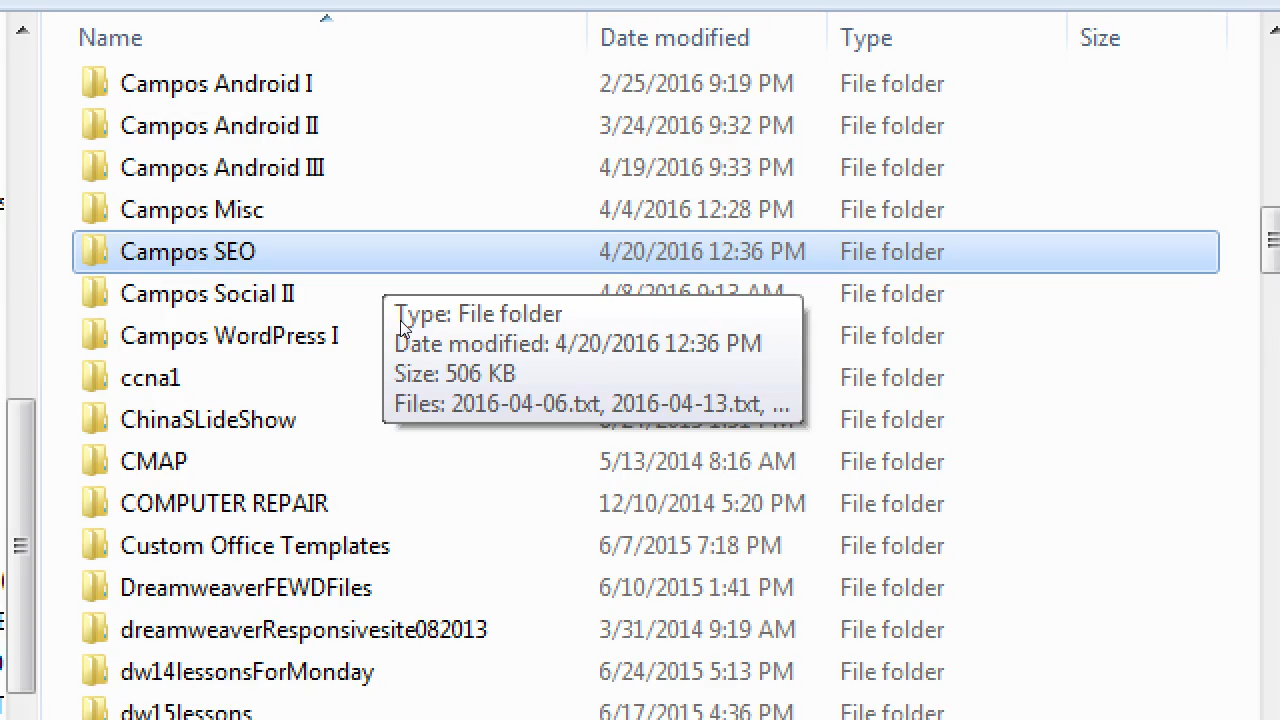 Name Date modified Type Size
Campos Android I 2/25/2016 9:19 PM File folder
Campos Android II 3/24/2016 9:32 PM File folder
Campos Android III 4/19/2016 9:33 PM File folder
Campos Misc 4/4/2016 12:28 PM File folder
Campos SEO 4/20/2016 12:36 PM File folder
Campos Social II 4/8/2016 9:13 AM File folder
Type: File folder
Campos WordPress I File folder
Date modified: 4/20/2016 12:36 PM
Size: 506 KB
ccna1 File folder
Files: 2016-04-06.txt, 2016-04-13.txt, ...
ChinaSLideShow File folder
CMAP 5/13/2014 8:16 AM File folder
COMPUTER REPAIR 12/10/2014 5:20 PM File folder
Custom Office Templates 6/7/2015 7:18 PM File folder
DreamweaverFEWDFiles 6/10/2015 1:41 PM File folder
dreamweaverResponsivesite082013 3/31/2014 9:19 AM File folder
dw14lessonsForMonday 6/24/2015 5:13 PM File folder
dw15lessons 6/17/2015 4:36 PM File folder